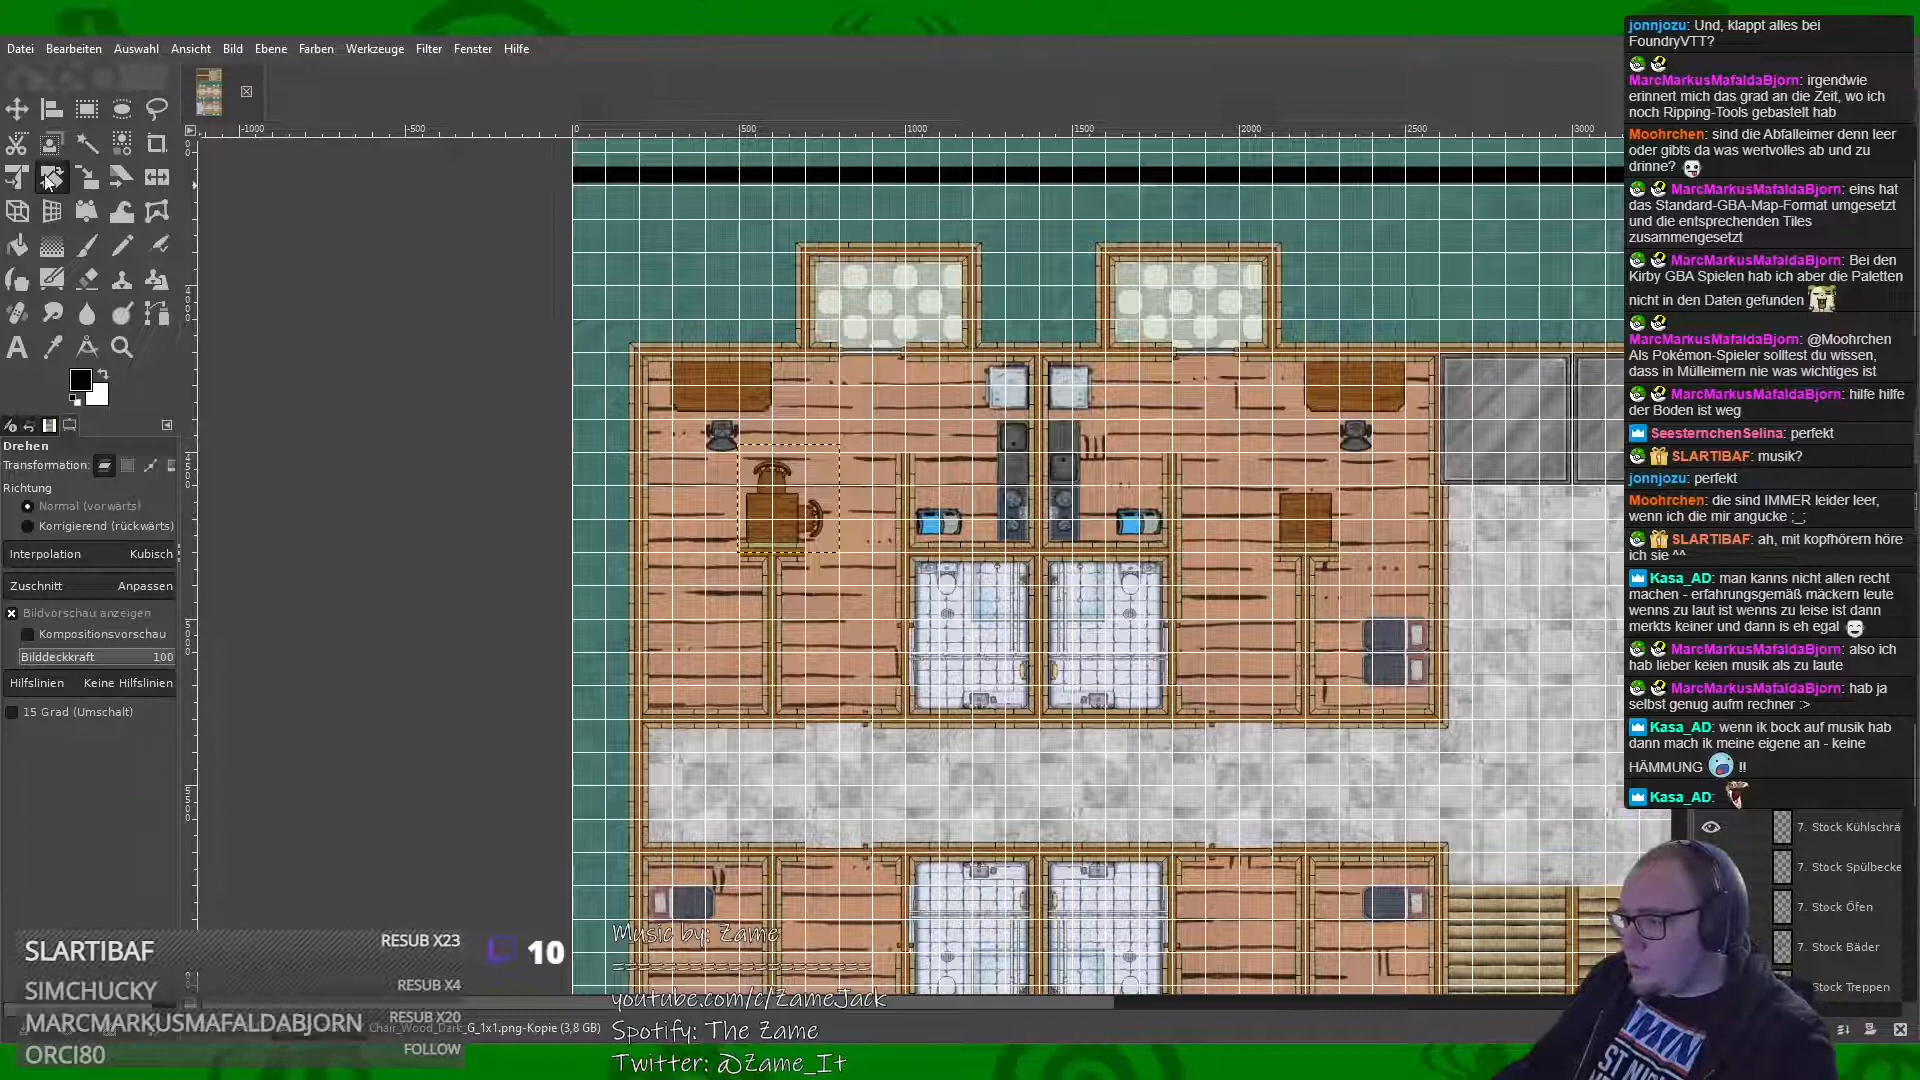 Datei Bearbeiten Auswahl Ansicht Bild Ebene Farben Werkzeuge Filter Fenster Hilfe
-1000 -500 0 500 1000 1500 2000 2500 3000
Drehen
Transformation:
Richtung
Normal (vorwärts)
Korrigierend (rückwärts)
Interpolation Kubisch
Zuschnitt Anpassen
Bildvorschau anzeigen
Kompositionsvorschau
Bilddeckkraft 100
Hilfslinien Keine Hilfslinien
15 Grad (Umschalt)
jonnjozu: Und, klappt alles bei
FoundryVTT?
MarcMarkusMafaldaBjorn: irgendwie
erinnert mich das grad an die Zeit, wo ich
noch Ripping-Tools gebastelt hab
Moohrchen: sind die Abfalleimer denn leer
oder gibts da was wertvolles ab und zu
drinne?
MarcMarkusMafaldaBjorn: eins hat
das Standard-GBA-Map-Format umgesetzt
und die entsprechenden Tiles
zusammengesetzt
MarcMarkusMafaldaBjorn: Bei den
Kirby GBA Spielen hab ich aber die Paletten
nicht in den Daten gefunden
MarcMarkusMafaldaBjorn: @Moohrchen
Als Pokémon-Spieler solltest du wissen,
dass in Mülleimern nie was wichtiges ist
MarcMarkusMafaldaBjorn: hilfe hilfe
der Boden ist weg
SeesternchenSelina: perfekt
SLARTIBAF: musik?
jonnjozu: perfekt
Moohrchen: die sind IMMER leider leer,
wenn ich die mir angucke ;_;
SLARTIBAF: ah, mit kopfhörern höre
ich sie ^^
Kasa_AD: man kanns nicht allen recht
machen - erfahrungsgemäß mäckern leute
wenns zu laut ist wenns zu leise ist dann
merkts keiner und dann is eh egal
MarcMarkusMafaldaBjorn: also ich
hab lieber keien musik als zu laute
MarcMarkusMafaldaBjorn: hab ja
selbst genug aufm rechner :>
Kasa_AD: wenn ik bock auf musik hab
dann mach ik meine eigene an - keine
HÄMMUNG !!
Kasa_AD:
7. Stock Kühlschrä
7. Stock Spülbecke
7. Stock Öfen
7. Stock Bäder
Stock Treppen
SLARTIBAF RESUB X23
SIMCHUCKY RESUB X4
MARCMARKUSMAFALDABJORN RESUB X20
ORCI80 FOLLOW
10
Chair_Wood_Dark_G_1x1.png-Kopie (3,8 GB)
Music by: Zame
====================
youtube.com/c/ZameJack
Spotify: The Zame
Twitter: @Zame_It